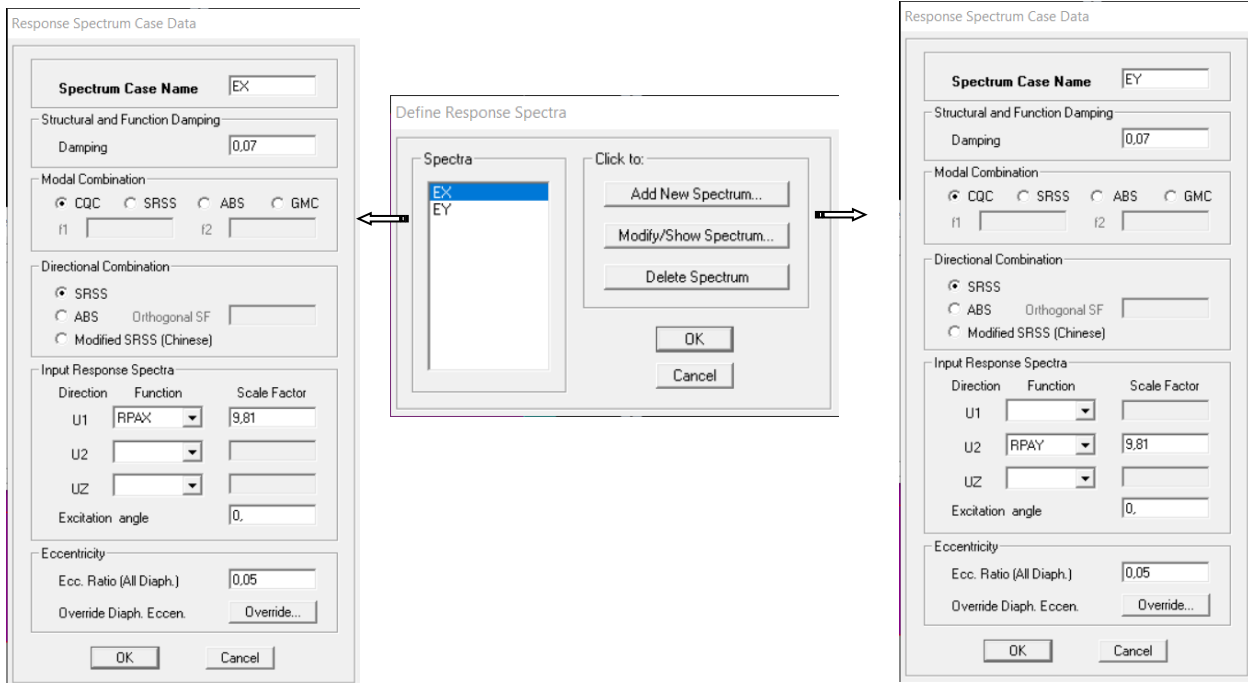 Response Spectrum Case Data
Spectrum Case Name EX
Structural and Function Damping
Damping 0,07
Modal Combination
CQC SRSS ABS GMC
f1 f2
Directional Combination
SRSS
ABS Orthogonal SF
Modified SRSS (Chinese)
Input Response Spectra
Direction Function Scale Factor
U1 RPAX 9,81
U2
UZ
Excitation angle 0,
Eccentricity
Ecc. Ratio (All Diaph.) 0,05
Override Diaph. Eccen. Override...
OK Cancel
Define Response Spectra
Spectra
EX
EY
Click to:
Add New Spectrum...
Modify/Show Spectrum...
Delete Spectrum
OK
Cancel
Response Spectrum Case Data
Spectrum Case Name EY
Structural and Function Damping
Damping 0,07
Modal Combination
CQC SRSS ABS GMC
f1 f2
Directional Combination
SRSS
ABS Orthogonal SF
Modified SRSS (Chinese)
Input Response Spectra
Direction Function Scale Factor
U1
U2 RPAY 9,81
UZ
Excitation angle 0,
Eccentricity
Ecc. Ratio (All Diaph.) 0,05
Override Diaph. Eccen. Override...
OK Cancel